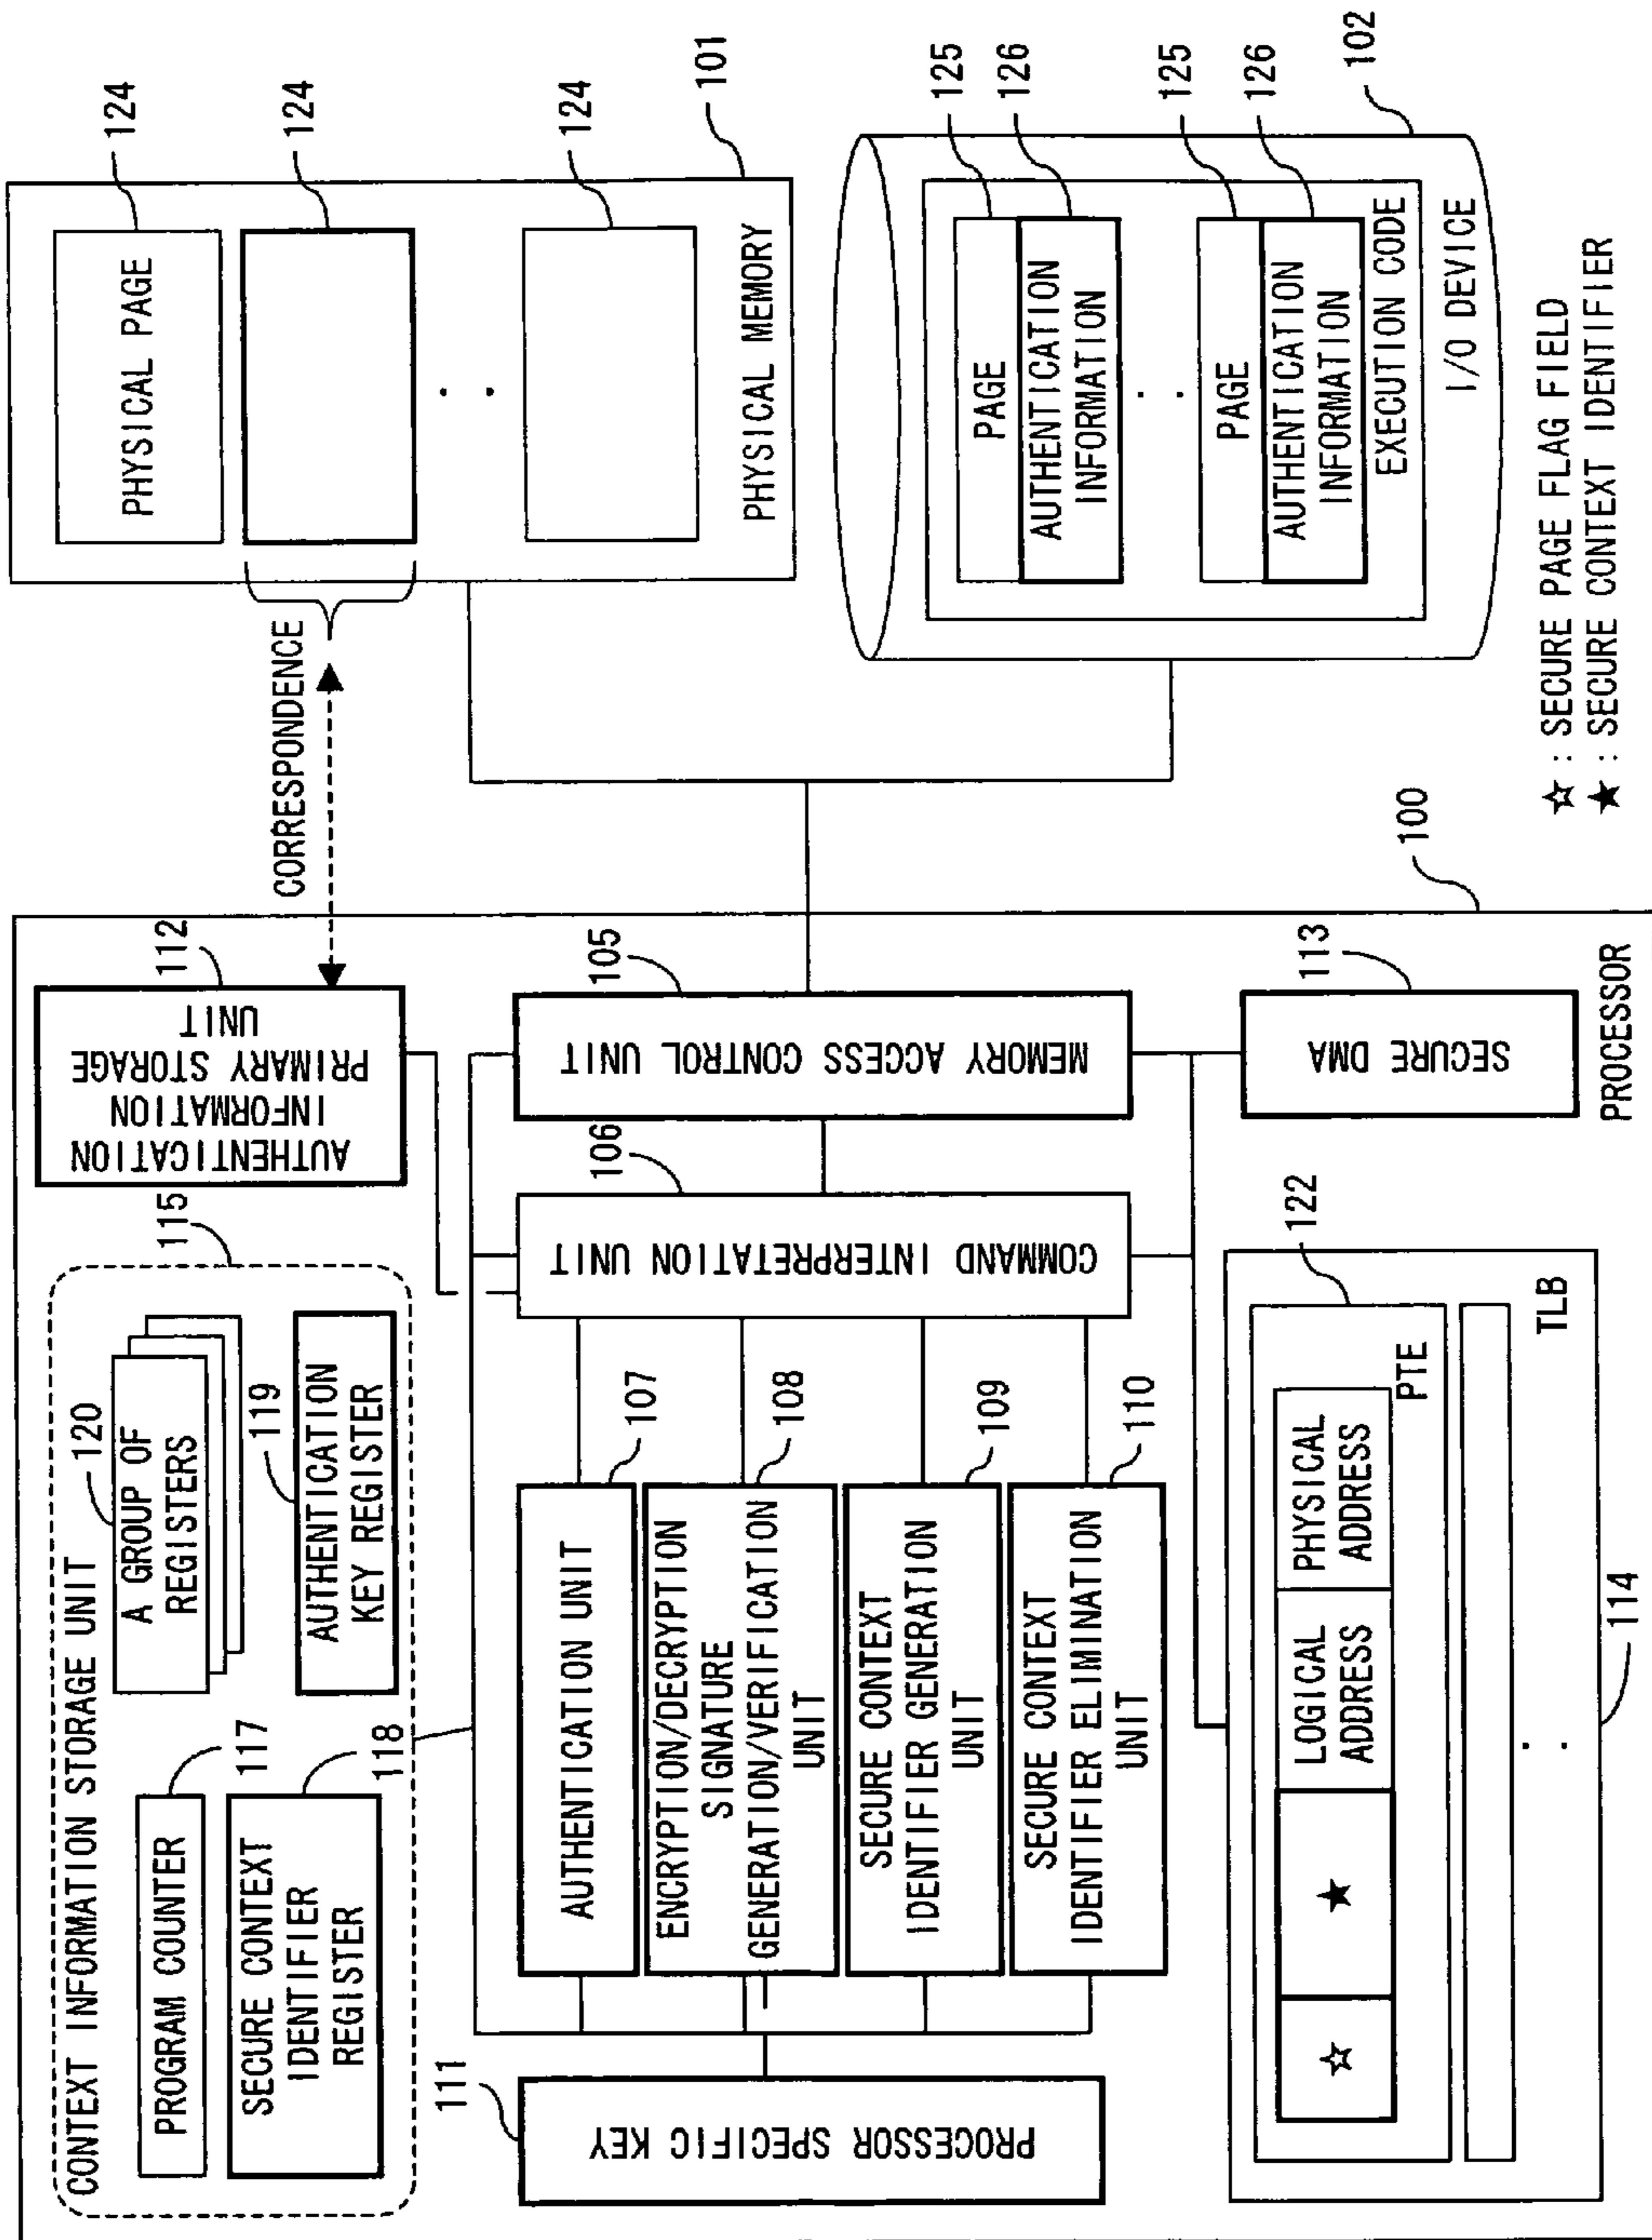 CONTEXT INFORMATION STORAGE UNIT
115
PROGRAM COUNTER
117
SECURE CONTEXT
IDENTIFIER
REGISTER
118
120
A GROUP OF
REGISTERS
119
AUTHENTICATION
KEY REGISTER
AUTHENTICATION
INFORMATION
PRIMARY STORAGE
UNIT
112
CORRESPONDENCE
PHYSICAL PAGE
124
124
124
PHYSICAL MEMORY
101
111
PROCESSOR SPECIFIC KEY
AUTHENTICATION UNIT
107
ENCRYPTION/DECRYPTION
SIGNATURE
GENERATION/VERIFICATION
UNIT
108
SECURE CONTEXT
IDENTIFIER GENERATION
UNIT
109
SECURE CONTEXT
IDENTIFIER ELIMINATION
UNIT
110
106
COMMAND INTERPRETATION UNIT
105
MEMORY ACCESS CONTROL UNIT
113
SECURE DMA
PROCESSOR
100
☆
★
LOGICAL
ADDRESS
PHYSICAL
ADDRESS
PTE
122
TLB
114
PAGE
125
AUTHENTICATION
INFORMATION
126
PAGE
125
AUTHENTICATION
INFORMATION
126
EXECUTION CODE
I/O DEVICE
102
☆ : SECURE PAGE FLAG FIELD
★ : SECURE CONTEXT IDENTIFIER